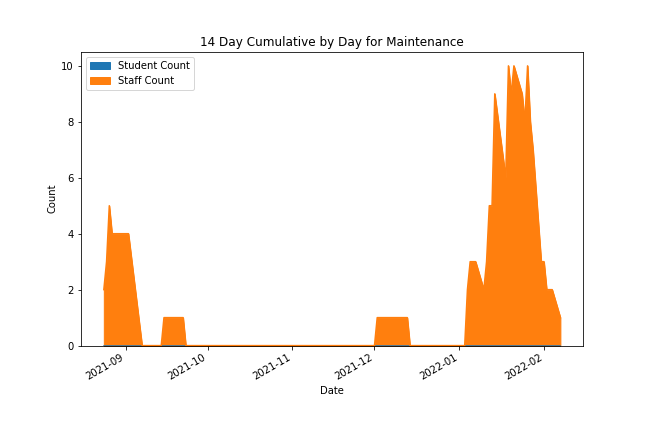 14 Day Cumulative by Day for Maintenance
Student Count
Staff Count
10
8
6
4
2
0
Count
2021-09
2021-10
2021-11
2021-12
2022-01
2022-02
Date